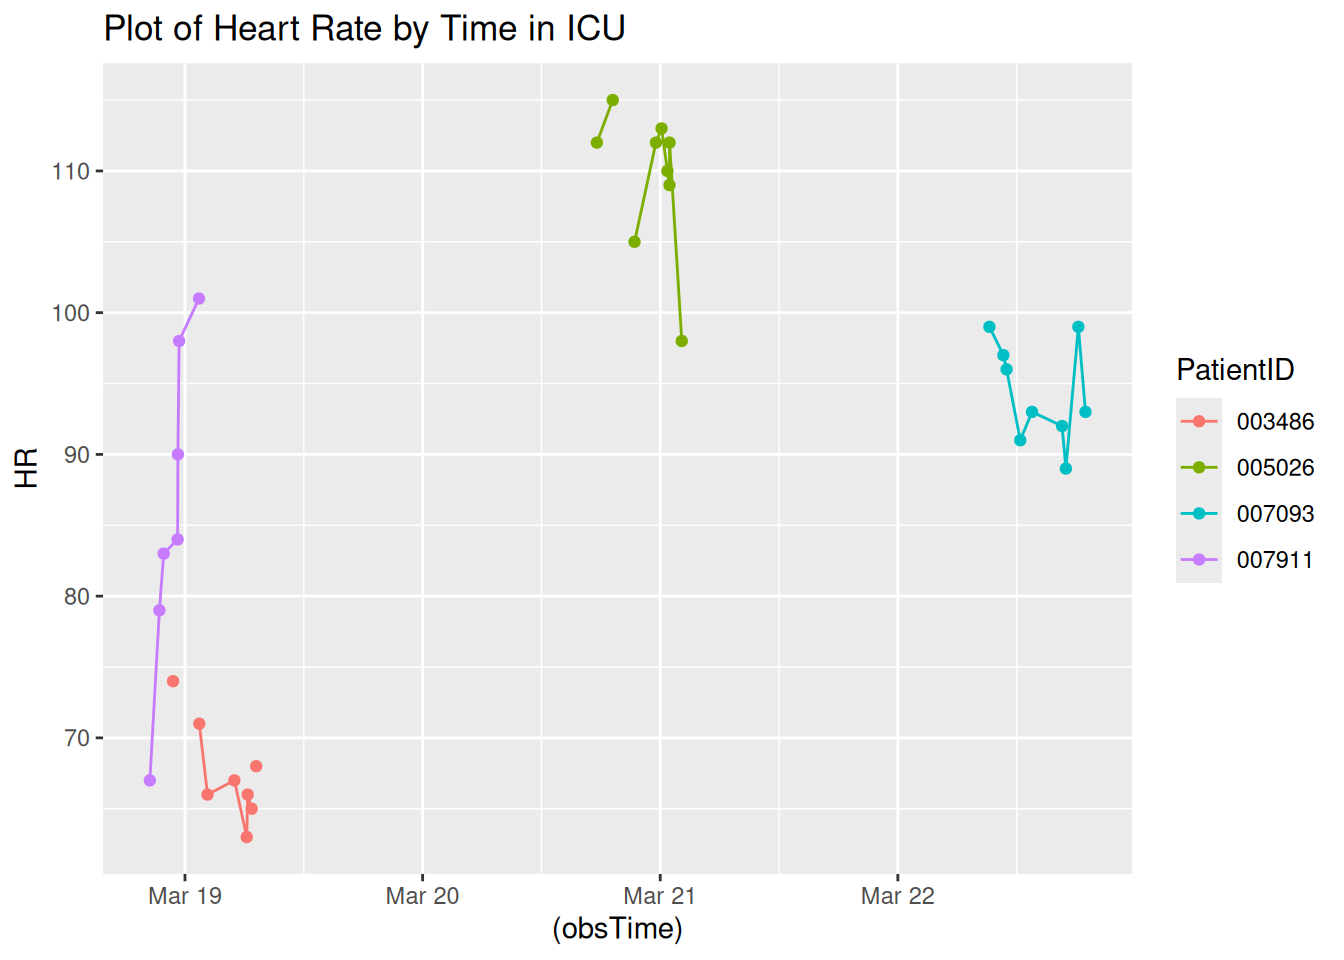 Plot of Heart Rate by Time in ICU
110
100
90
80
70
HR
Mar 19
Mar 20
Mar 21
Mar 22
(obsTime)
PatientID
003486
005026
007093
007911